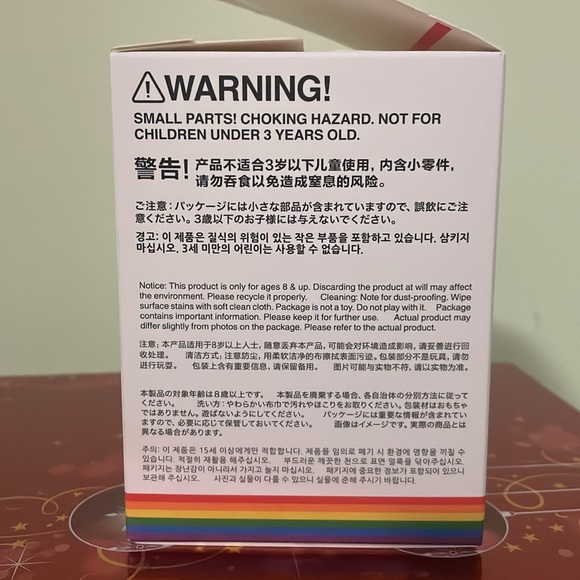 ⚠WARNING!
SMALL PARTS! CHOKING HAZARD. NOT FOR
CHILDREN UNDER 3 YEARS OLD.
警告! 产品不适合3岁以下儿童使用，内含小零件，
请勿吞食以免造成窒息的风险。
ご注意：パッケージには小さな部品が含まれていますので、誤飲にご注
意ください。3歳以下のお子様には与えないでください。
경고: 이 제품은 질식의 위험이 있는 작은 부품을 포함하고 있습니다. 삼키지
마십시오. 3세 미만의 어린이는 사용할 수 없습니다.
Notice: This product is only for ages 8 & up. Discarding the product at will may affect
the environment. Please recycle it properly. Cleaning: Note for dust-proofing. Wipe
surface stains with soft clean cloth. Package is not a toy. Do not play with it. Package
contains important information. Please keep it for further use. Actual product may
differ slightly from photos on the package. Please refer to the actual product.
注意：本产品适用于8岁以上人士，随意丢弃本产品，可能会对环境造成影响，请妥善进行回
收处理。 清洁方式：注意防尘，用柔软洁净的布擦拭表面污迹。包装部分不是玩具，请勿
进行玩耍。 包装上含有重要信息，请保留备用。 图片可能与实物不符，请以实物为准。
本製品の対象年齢は8歳以上です。 本製品を廃棄する場合、各自治体の分別方法に従って
ください。 洗い方：やわらかい布巾で汚れやほこりをお取りください。包装材はおもちゃ
ではありません。遊ばないようにしてください。 パッケージには重要な情報が含まれてい
ますので、必要に応じて保管しておいてください。 画像はイメージです。実際の商品とは
異なる場合があります。
주의: 이 제품은 15세 이상에게만 적합합니다. 제품을 임의로 폐기 시 환경에 영향을 끼칠 수
있습니다. 적절히 재활용 해주십시오. 부드러운 깨끗한 천으로 표면 얼룩을 닦아주십시오.
패키지는 장난감이 아니라서 가지고 놀지 마십시오. 패키지에 중요한 정보가 포함되어 있으니
보관해 주십시오. 사진과 실물이 다를 수 있으니 실물에 준해 주시기 바랍니다.